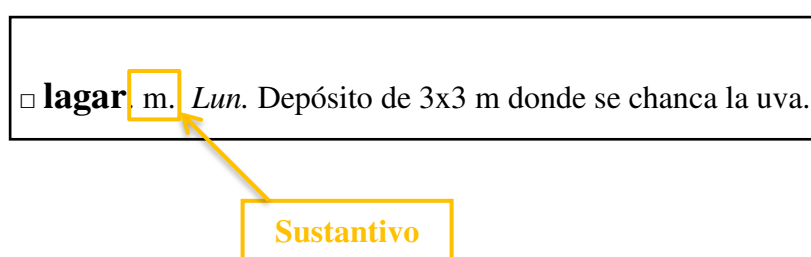 □ lagar. m. Lun. Depósito de 3x3 m donde se chanca la uva.
Sustantivo